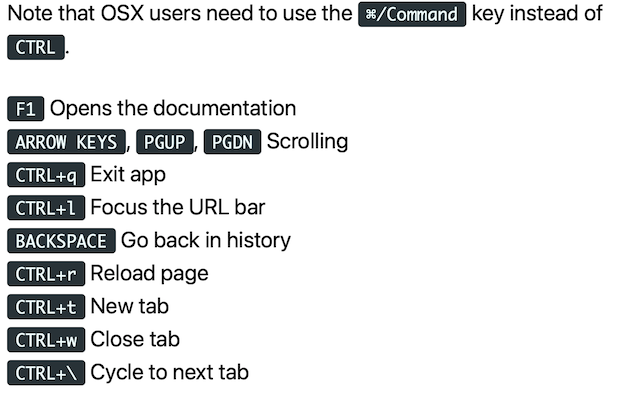 Note that OSX users need to use the ⌘/Command key instead of
CTRL.
F1 Opens the documentation
ARROW KEYS, PGUP, PGDN Scrolling
CTRL+q Exit app
CTRL+l Focus the URL bar
BACKSPACE Go back in history
CTRL+r Reload page
CTRL+t New tab
CTRL+w Close tab
CTRL+\ Cycle to next tab